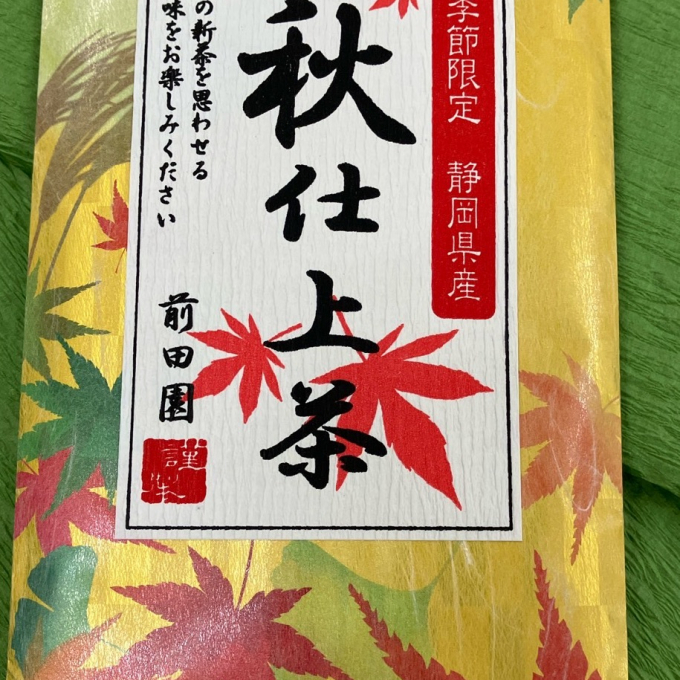 季節限定 静岡県産
秋仕上茶
の新茶を思わせる
味をお楽しみください
前田園
謹製